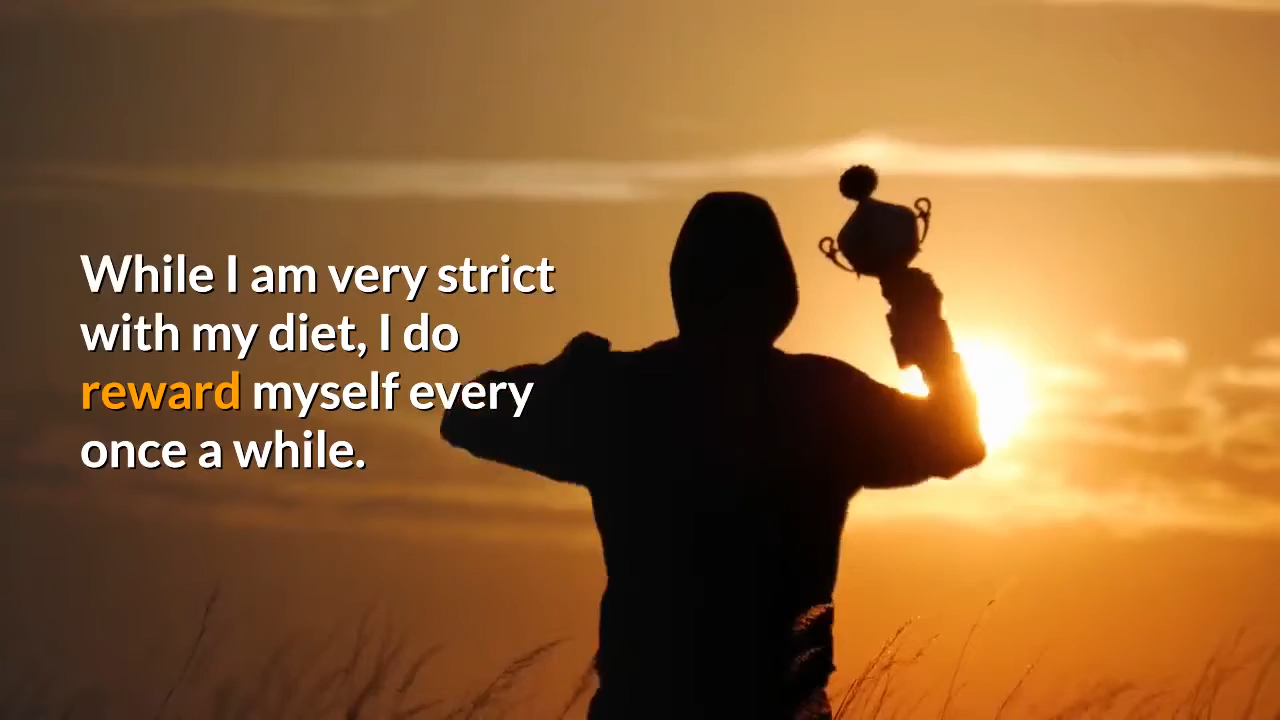 While I am very strict
with my diet, I do
reward myself every
once a while.